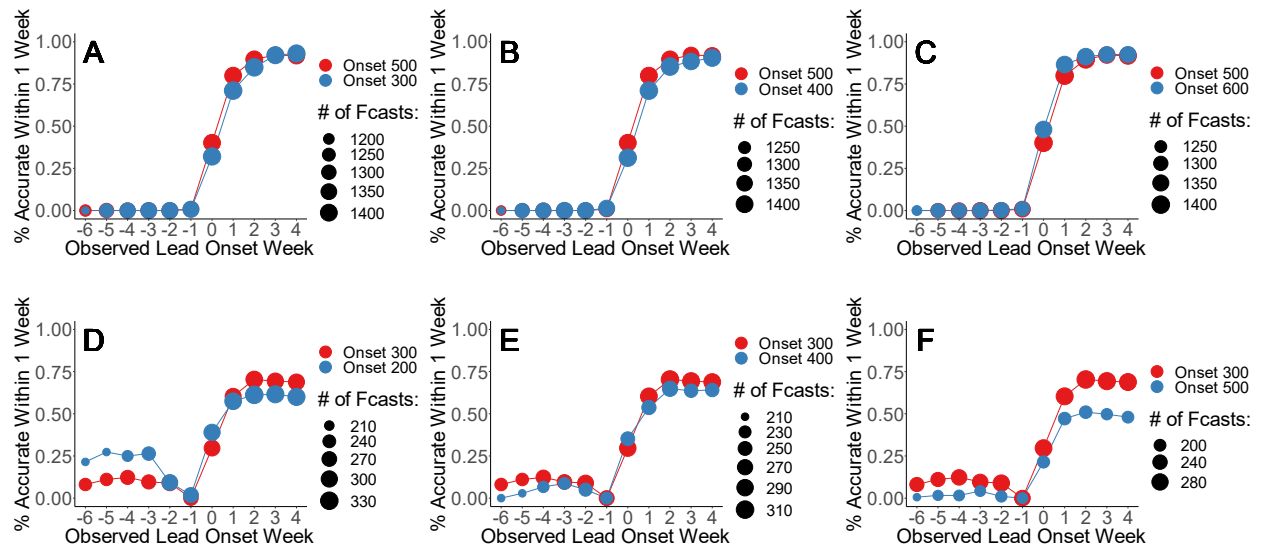 A
% Accurate Within 1 Week
1.00
0.75
0.50
0.25
0.00
-6 -5 -4 -3 -2 -1 0 1 2 3 4
Observed Lead Onset Week
Onset 500
Onset 300
# of Fcasts:
1200
1250
1300
1350
1400
B
% Accurate Within 1 Week
1.00
0.75
0.50
0.25
0.00
-6 -5 -4 -3 -2 -1 0 1 2 3 4
Observed Lead Onset Week
Onset 500
Onset 400
# of Fcasts:
1250
1300
1350
1400
C
% Accurate Within 1 Week
1.00
0.75
0.50
0.25
0.00
-6 -5 -4 -3 -2 -1 0 1 2 3 4
Observed Lead Onset Week
Onset 500
Onset 600
# of Fcasts:
1250
1300
1350
1400
D
% Accurate Within 1 Week
1.00
0.75
0.50
0.25
0.00
-6 -5 -4 -3 -2 -1 0 1 2 3 4
Observed Lead Onset Week
Onset 300
Onset 200
# of Fcasts:
210
240
270
300
330
E
% Accurate Within 1 Week
1.00
0.75
0.50
0.25
0.00
-6 -5 -4 -3 -2 -1 0 1 2 3 4
Observed Lead Onset Week
Onset 300
Onset 400
# of Fcasts:
210
230
250
270
290
310
F
% Accurate Within 1 Week
1.00
0.75
0.50
0.25
0.00
-6 -5 -4 -3 -2 -1 0 1 2 3 4
Observed Lead Onset Week
Onset 300
Onset 500
# of Fcasts:
200
240
280